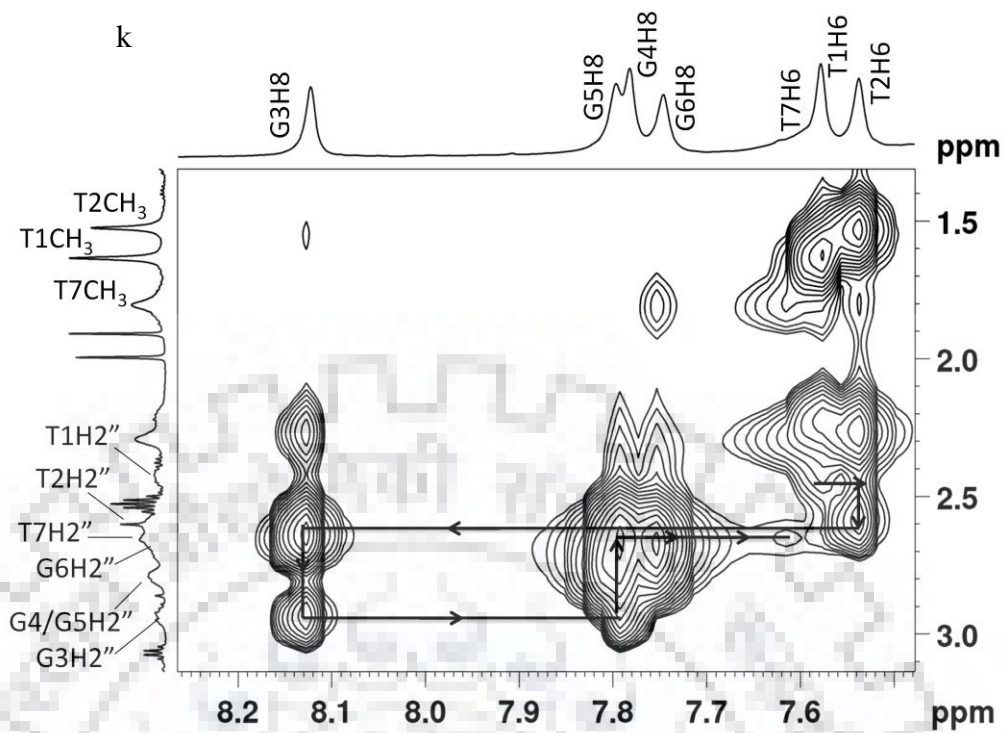 k
G3H8
G5H8
G4H8
G6H8
T7H6
T1H6
T2H6
ppm
T2CH₃
T1CH₃
T7CH₃
T1H2”
T2H2”
T7H2”
G6H2”
G4/G5H2”
G3H2”
1.5
2.0
2.5
3.0
8.2 8.1 8.0 7.9 7.8 7.7 7.6 ppm